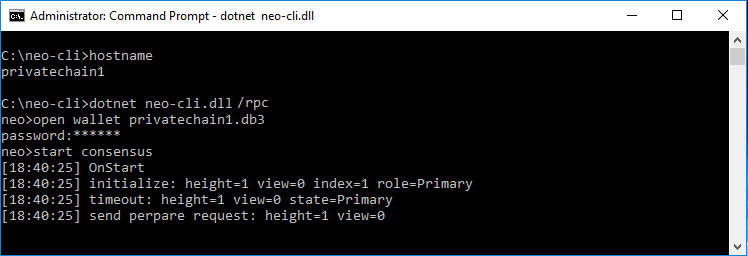 Administrator: Command Prompt - dotnet  neo-cli.dll
C:\neo-cli>hostname
privatechain1
C:\neo-cli>dotnet neo-cli.dll /rpc
neo>open wallet privatechain1.db3
password:******
neo>start consensus
[18:40:25] OnStart
[18:40:25] initialize: height=1 view=0 index=1 role=Primary
[18:40:25] timeout: height=1 view=0 state=Primary
[18:40:25] send perpare request: height=1 view=0